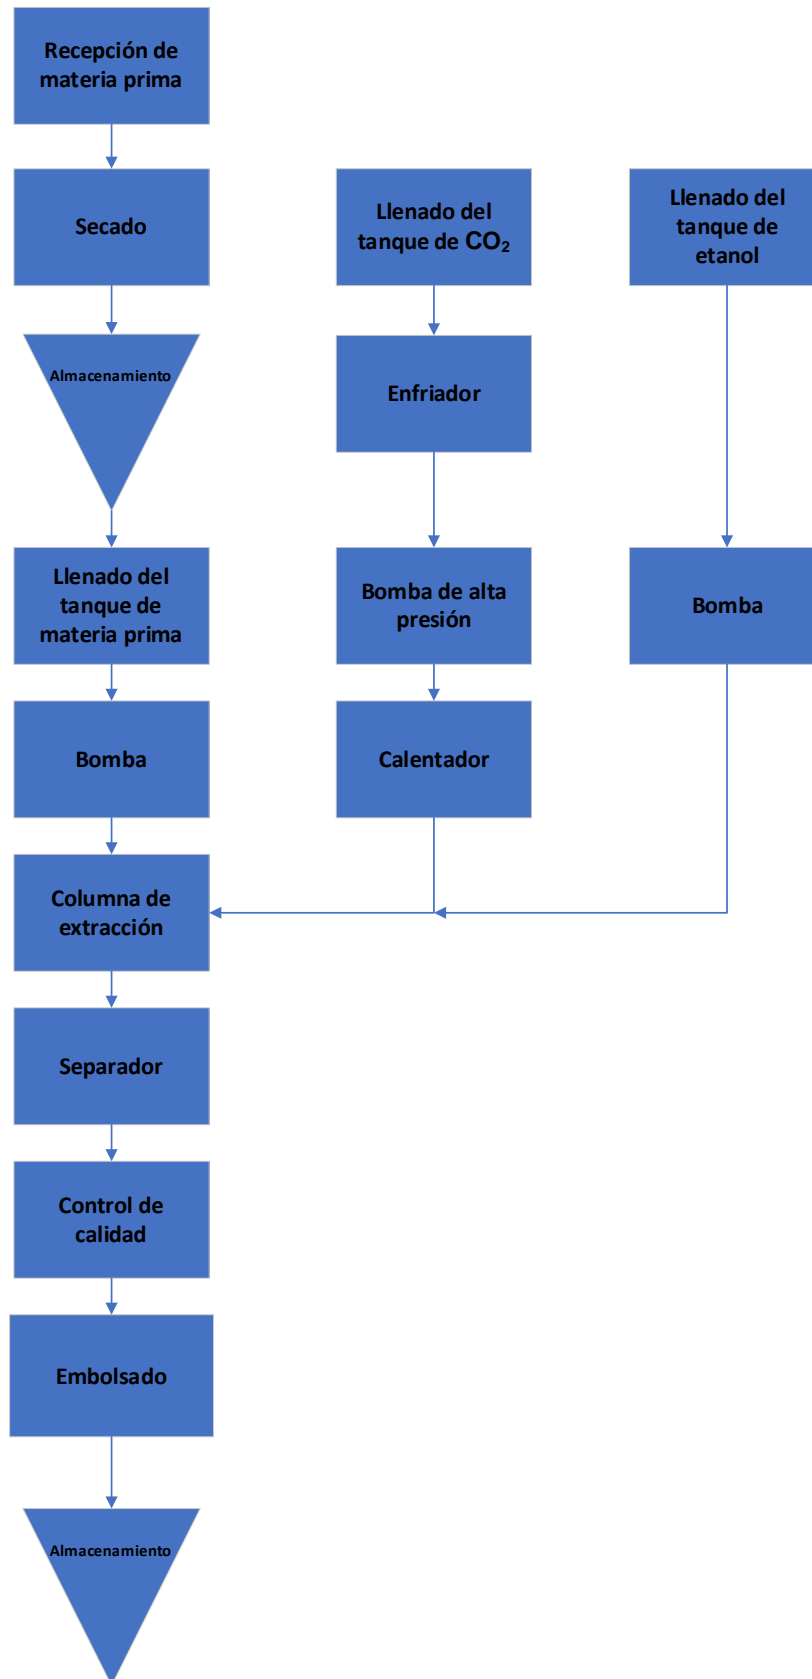 Recepción de
materia prima
Secado
Llenado del
tanque de CO₂
Llenado del
tanque de
etanol
Almacenamiento
Enfriador
Llenado del
tanque de
materia prima
Bomba de alta
presión
Bomba
Bomba
Calentador
Columna de
extracción
Separador
Control de
calidad
Embolsado
Almacenamiento